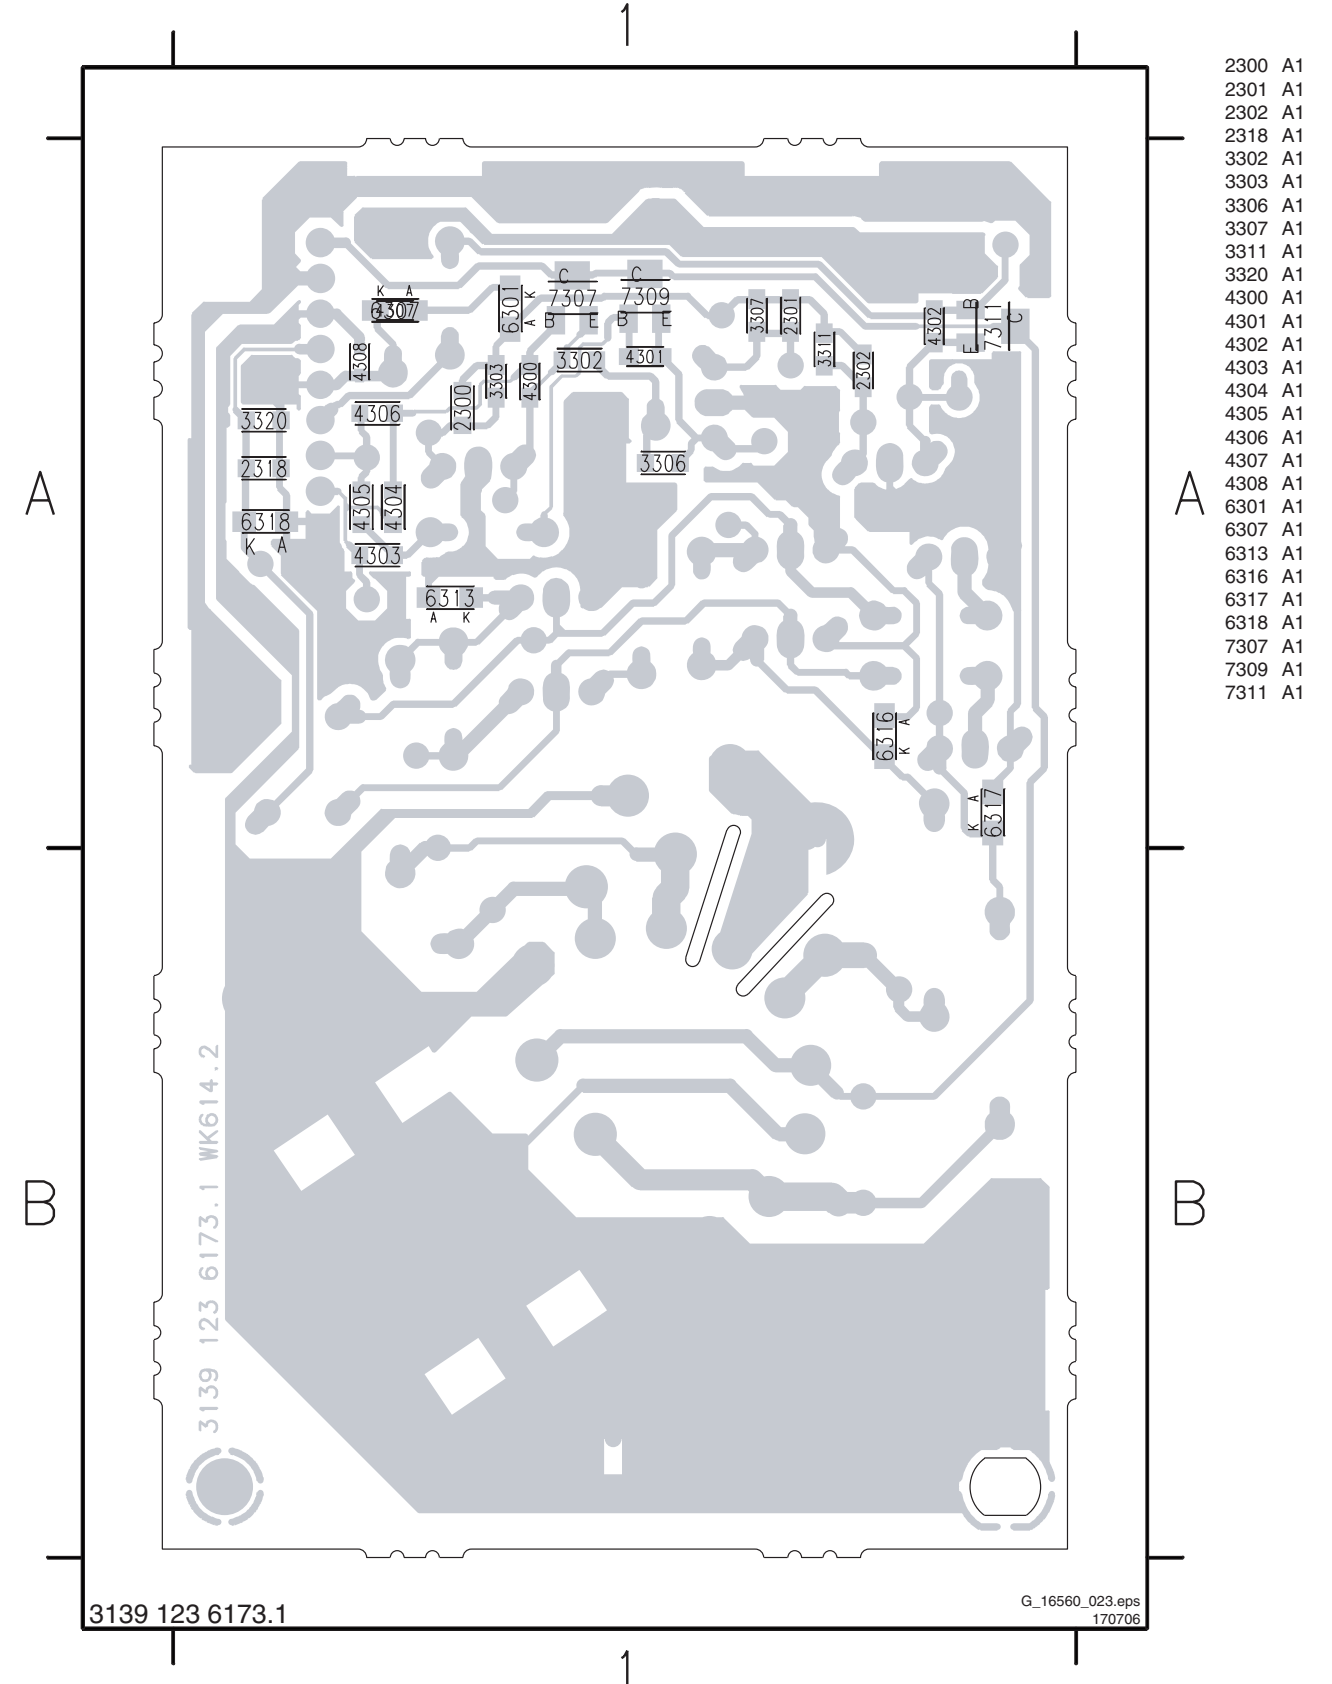 1
2300 A1
2301 A1
2302 A1
2318 A1
3302 A1
3303 A1
3306 A1
3307 A1
3311 A1
3320 A1
4300 A1
4301 A1
4302 A1
4303 A1
4304 A1
4305 A1
4306 A1
4307 A1
4308 A1
6301 A1
6307 A1
6313 A1
6316 A1
6317 A1
6318 A1
7307 A1
7309 A1
7311 A1
K A
4307
6301
K
A
C
7307
B E
C
7309
B E
3307
2301
3311
2302
4302
B
E
7311
C
4308
3303
4300
3302
4301
2300
3320
4306
2318
3306
4305
4304
6318
K A
4303
6313
A K
A
A
6316
A
K
6317
A
K
B
B
3139 123 6173.1 WK614.2
3139 123 6173.1
G_16560_023.eps
170706
1